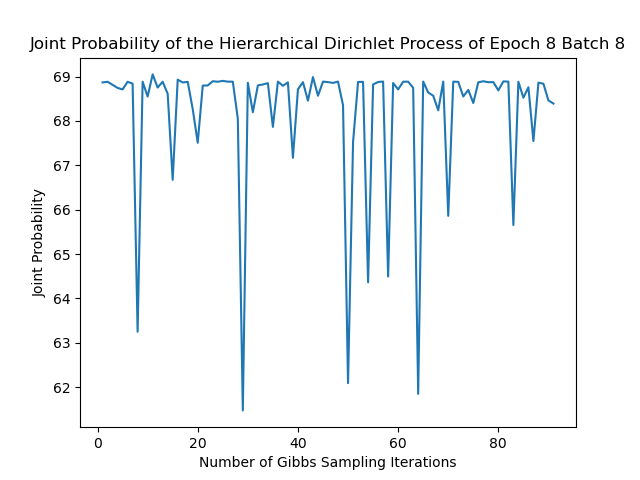 Joint Probability of the Hierarchical Dirichlet Process of Epoch 8 Batch 8
69
68
67
66
65
64
63
62
Joint Probability
0 20 40 60 80
Number of Gibbs Sampling Iterations